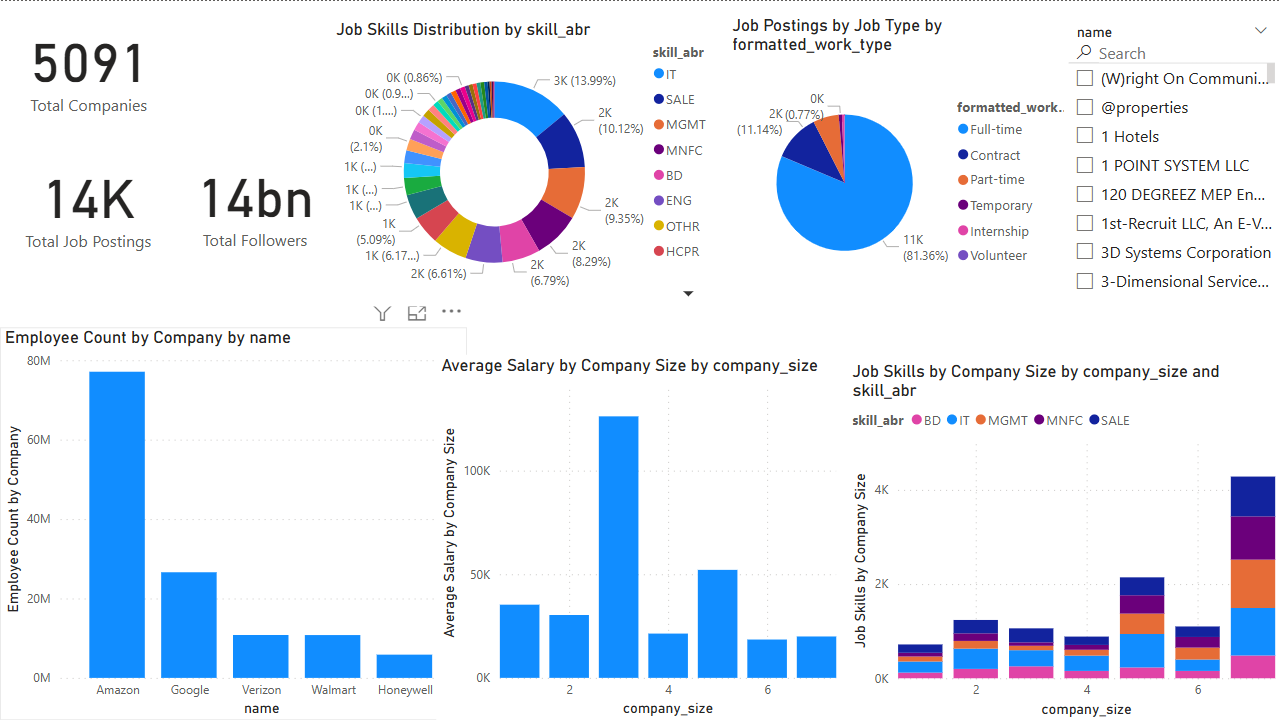 5091
Total Companies
14K
Total Job Postings
14bn
Total Followers
Job Skills Distribution by skill_abr
0K (0.86%)
0K (0.9...)
0K (1....)
0K
(2.1%)
1K (...)
1K (...)
1K (...)
1K
(5.09%)
1K (6.17...)
2K (6.61%)
2K
(6.79%)
2K
(8.29%)
2K
(9.35%)
2K
(10.12%)
3K (13.99%)
skill_abr
IT
SALE
MGMT
MNFC
BD
ENG
OTHR
HCPR
Job Postings by Job Type by
formatted_work_type
0K
(0.77%)
2K
(11.14%)
11K
(81.36%)
formatted_work...
Full-time
Contract
Part-time
Temporary
Internship
Volunteer
name
Search
(W)right On Communi...
@properties
1 Hotels
1 POINT SYSTEM LLC
120 DEGREEZ MEP En...
1st-Recruit LLC, An E-V...
3D Systems Corporation
3-Dimensional Service...
Employee Count by Company by name
Employee Count by Company
80M
60M
40M
20M
0M
Amazon Google Verizon Walmart Honeywell
name
Average Salary by Company Size by company_size
Average Salary by Company Size
100K
50K
0K
2 4 6
company_size
Job Skills by Company Size by company_size and
skill_abr
skill_abr BD IT MGMT MNFC SALE
Job Skills by Company Size
4K
2K
0K
2 4 6
company_size